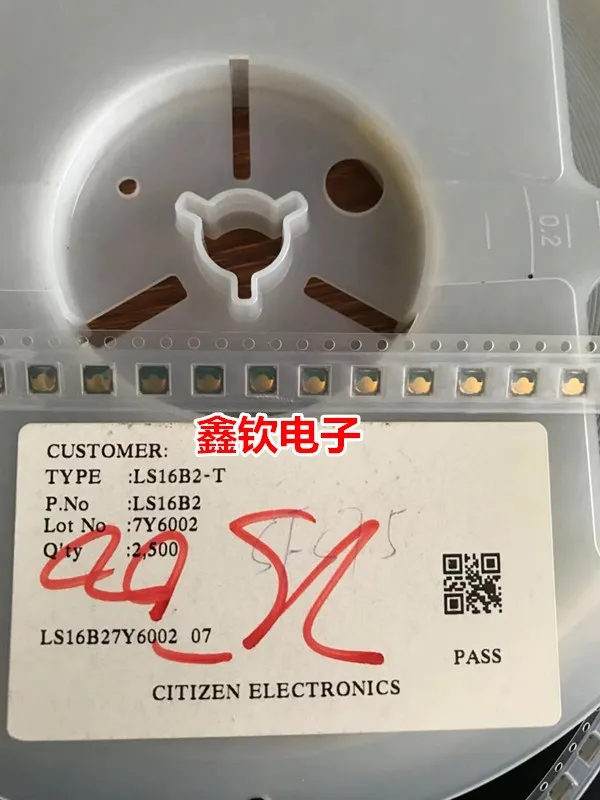 0.2
鑫钦电子
CUSTOMER:
TYPE :LS16B2-T
P.No :LS16B2
Lot No :7Y6002
Q'ty :2,500
LS16B27Y6002 07
PASS
CITIZEN ELECTRONICS